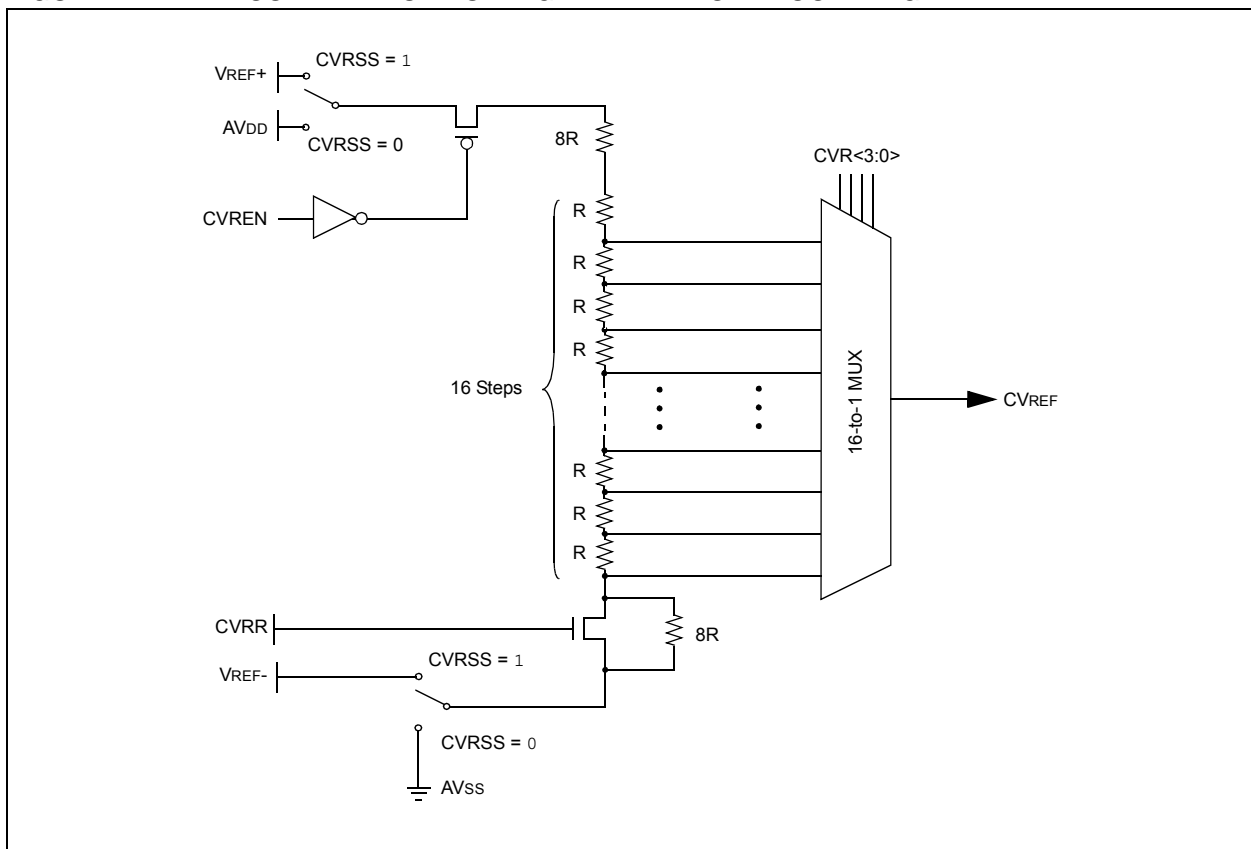 VREF+
CVRSS = 1
AVDD
CVRSS = 0
8R
CVREN
CVR<3:0>
R
R
R
R
16 Steps
16-to-1 MUX
CVREF
R
R
R
CVRR
8R
VREF-
CVRSS = 1
CVRSS = 0
AVSS